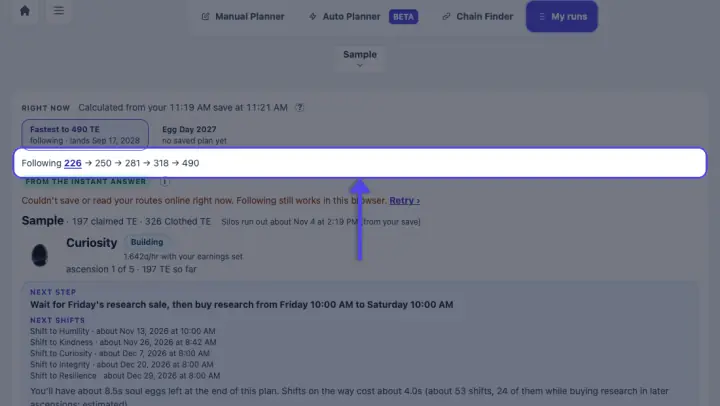 Manual Planner
Auto Planner BETA
Chain Finder
My runs
Sample
RIGHT NOW Calculated from your 11:19 AM save at 11:21 AM ?
Fastest to 490 TE
following · lands Sep 17, 2028
Egg Day 2027
no saved plan yet
Following 226 → 250 → 281 → 318 → 490
FROM THE INSTANT ANSWER i
Couldn't save or read your routes online right now. Following still works in this browser. Retry ›
Sample · 197 claimed TE · 326 Clothed TE · Silos run out about Nov 4 at 2:19 PM (from your save)
Curiosity Building
1.642q/hr with your earnings set
ascension 1 of 5 · 197 TE so far
NEXT STEP
Wait for Friday's research sale, then buy research from Friday 10:00 AM to Saturday 10:00 AM
NEXT SHIFTS
Shift to Humility · about Nov 13, 2026 at 10:00 AM
Shift to Kindness · about Nov 26, 2026 at 8:42 AM
Shift to Curiosity · about Dec 7, 2026 at 8:00 AM
Shift to Integrity · about Dec 20, 2026 at 8:00 AM
Shift to Resilience · about Dec 29, 2026 at 8:00 AM
You'll have about 8.5s soul eggs left at the end of this plan. Shifts on the way cost about 4.0s (about 53 shifts, 24 of them while buying research in later
ascensions; estimated).